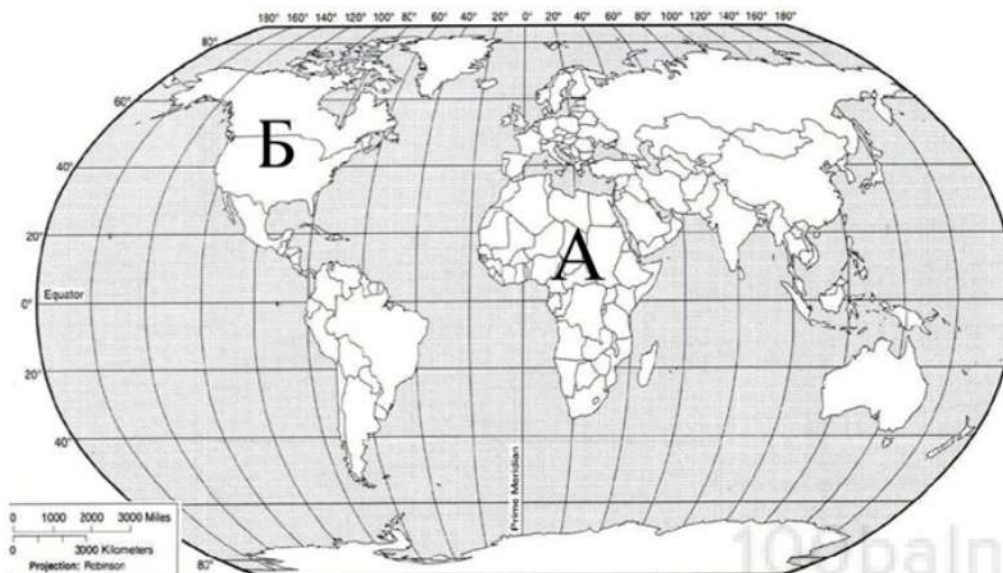 180° 160° 140° 120° 100° 80° 60° 40° 20° 0° 20° 40° 60° 80° 100° 120° 140° 160° 180°
80°
60°
Б
40°
20°
А
Equator
0°
20°
40°
Prime Meridian
0 1000 2000 3000 Miles
0 3000 Kilometers
Projection: Robinson